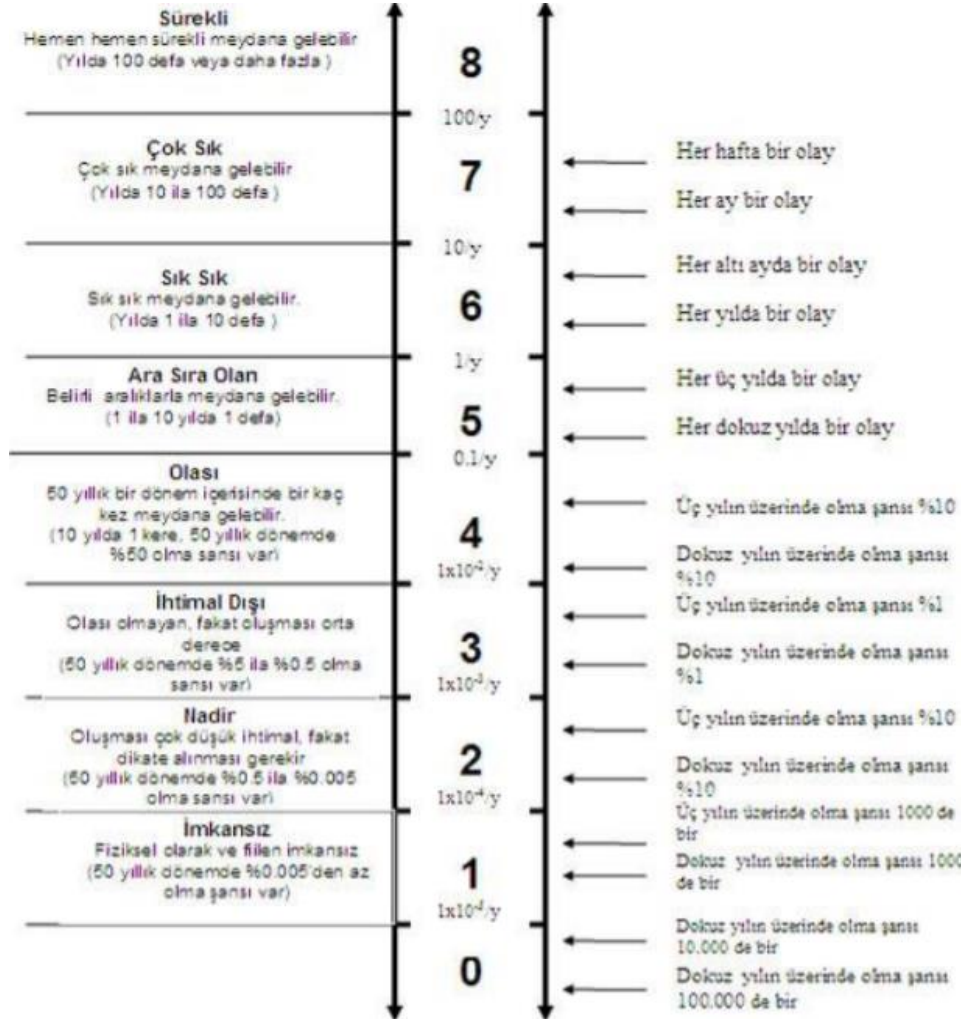 Sürekli
Hemen hemen sürekli meydana gelebilir
(Yılda 100 defa veya daha fazla )
8
100/y
Çok Sık
Çok sık meydana gelebilir
(Yılda 10 ila 100 defa )
7
Her hafta bir olay
Her ay bir olay
10/y
Sık Sık
Sık sık meydana gelebilir.
(Yılda 1 ila 10 defa )
6
Her altı ayda bir olay
Her yılda bir olay
1/y
Ara Sıra Olan
Belirli aralıklarla meydana gelebilir.
(1 ila 10 yılda 1 defa)
5
Her üç yılda bir olay
Her dokuz yılda bir olay
0.1/y
Olası
50 yıllık bir dönem içerisinde bir kaç
kez meydana gelebilir.
(10 yılda 1 kere, 50 yıllık dönemde
%50 olma sansı var)
4
1x10⁻²/y
Üç yılın üzerinde olma şansı %10
Dokuz yılın üzerinde olma şansı
%10
İhtimal Dışı
Olası olmayan, fakat oluşması orta
derece
(50 yıllık dönemde %5 ila %0.5 olma
sansı var)
3
1x10⁻³/y
Üç yılın üzerinde olma şansı %1
Dokuz yılın üzerinde olma şansı
%1
Nadir
Oluşması çok düşük ihtimal, fakat
dikate alınması gerekir
(50 yıllık dönemde %0.5 ila %0.005
olma sansı var)
2
1x10⁻⁴/y
Üç yılın üzerinde olma şansı %10
Dokuz yılın üzerinde olma şansı
%10
İmkansız
Fiziksel olarak ve fiilen imkansız
(50 yıllık dönemde %0.005'den az
olma şansı var)
1
Üç yılın üzerinde olma şansı 1000 de
bir
Dokuz yılın üzerinde olma şansı 1000
de bir
0
Dokuz yılın üzerinde olma şansı
10.000 de bir
Dokuz yılın üzerinde olma şansı
100.000 de bir